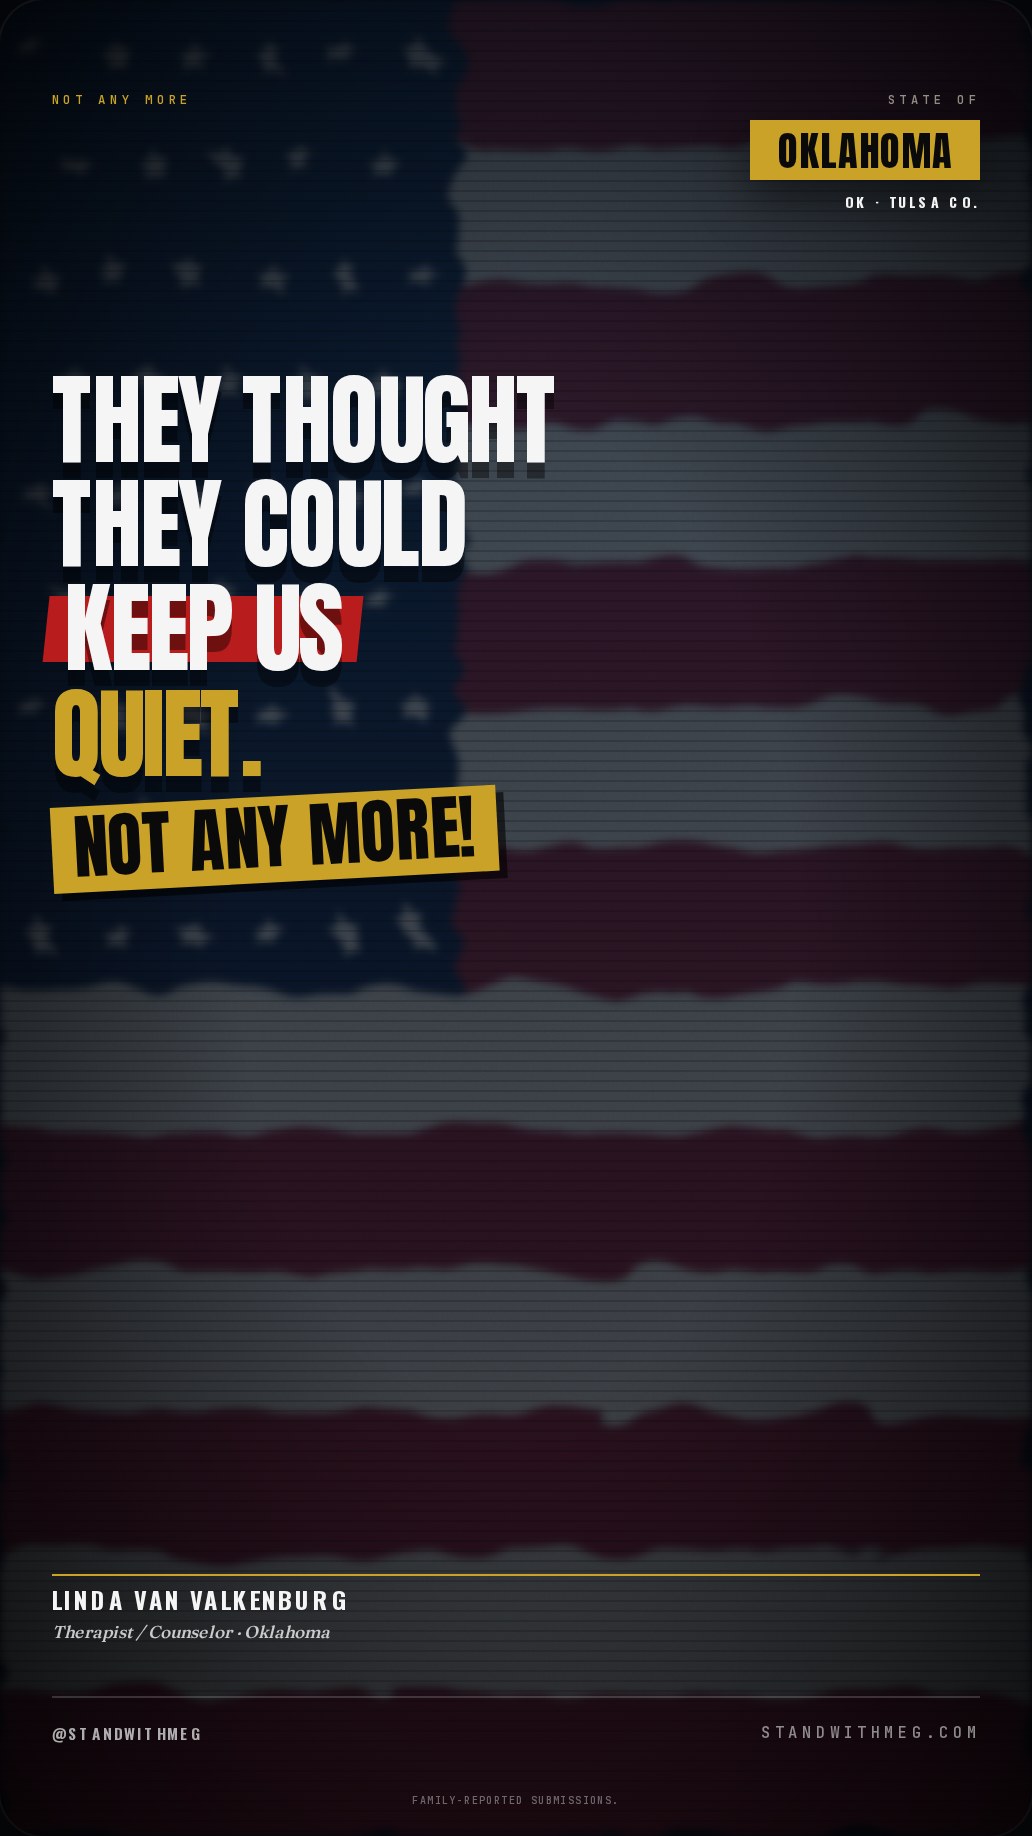 NOT ANY MORE
STATE OF
OKLAHOMA
OK · TULSA CO.
THEY THOUGHT
THEY COULD
KEEP US
QUIET.
NOT ANY MORE!
LINDA VAN VALKENBURG
Therapist / Counselor · Oklahoma
@STANDWITHMEG
STANDWITHMEG.COM
FAMILY-REPORTED SUBMISSIONS.